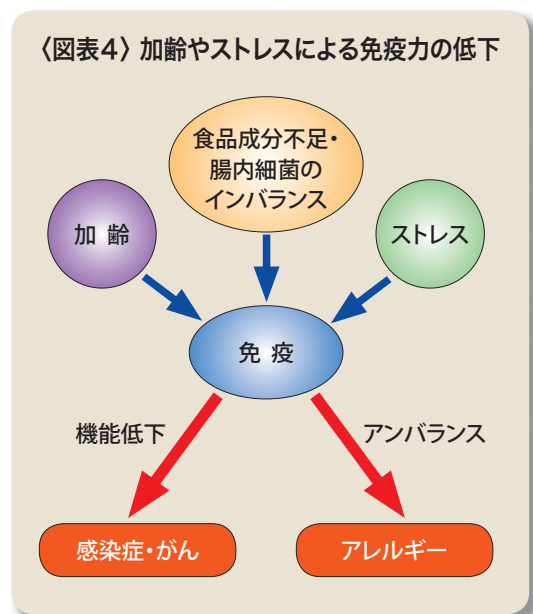 〈図表4〉 加齢やストレスによる免疫力の低下
食品成分不足・
腸内細菌の
インバランス
加 齢
ストレス
免 疫
機能低下
アンバランス
感染症・がん
アレルギー